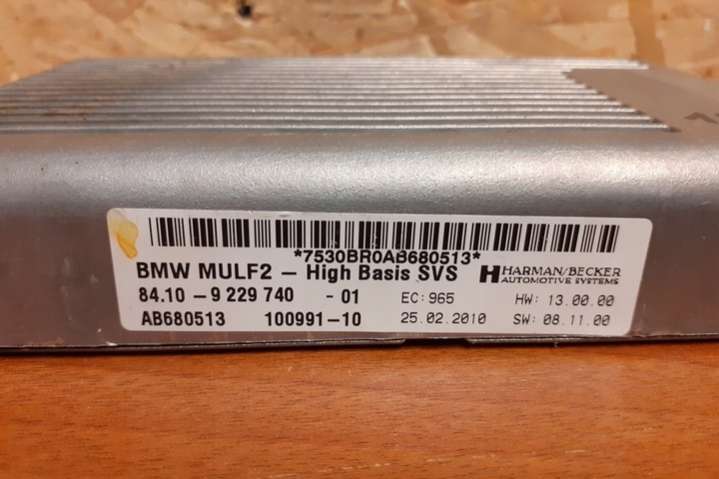 *7530BR0AB680513*
BMW MULF2 – High Basis SVS
HARMAN/BECKER
AUTOMOTIVE SYSTEMS
84.10 – 9 229 740 - 01 EC: 965 HW: 13.00.00
AB680513 100991–10 25.02.2010 SW: 08.11.00